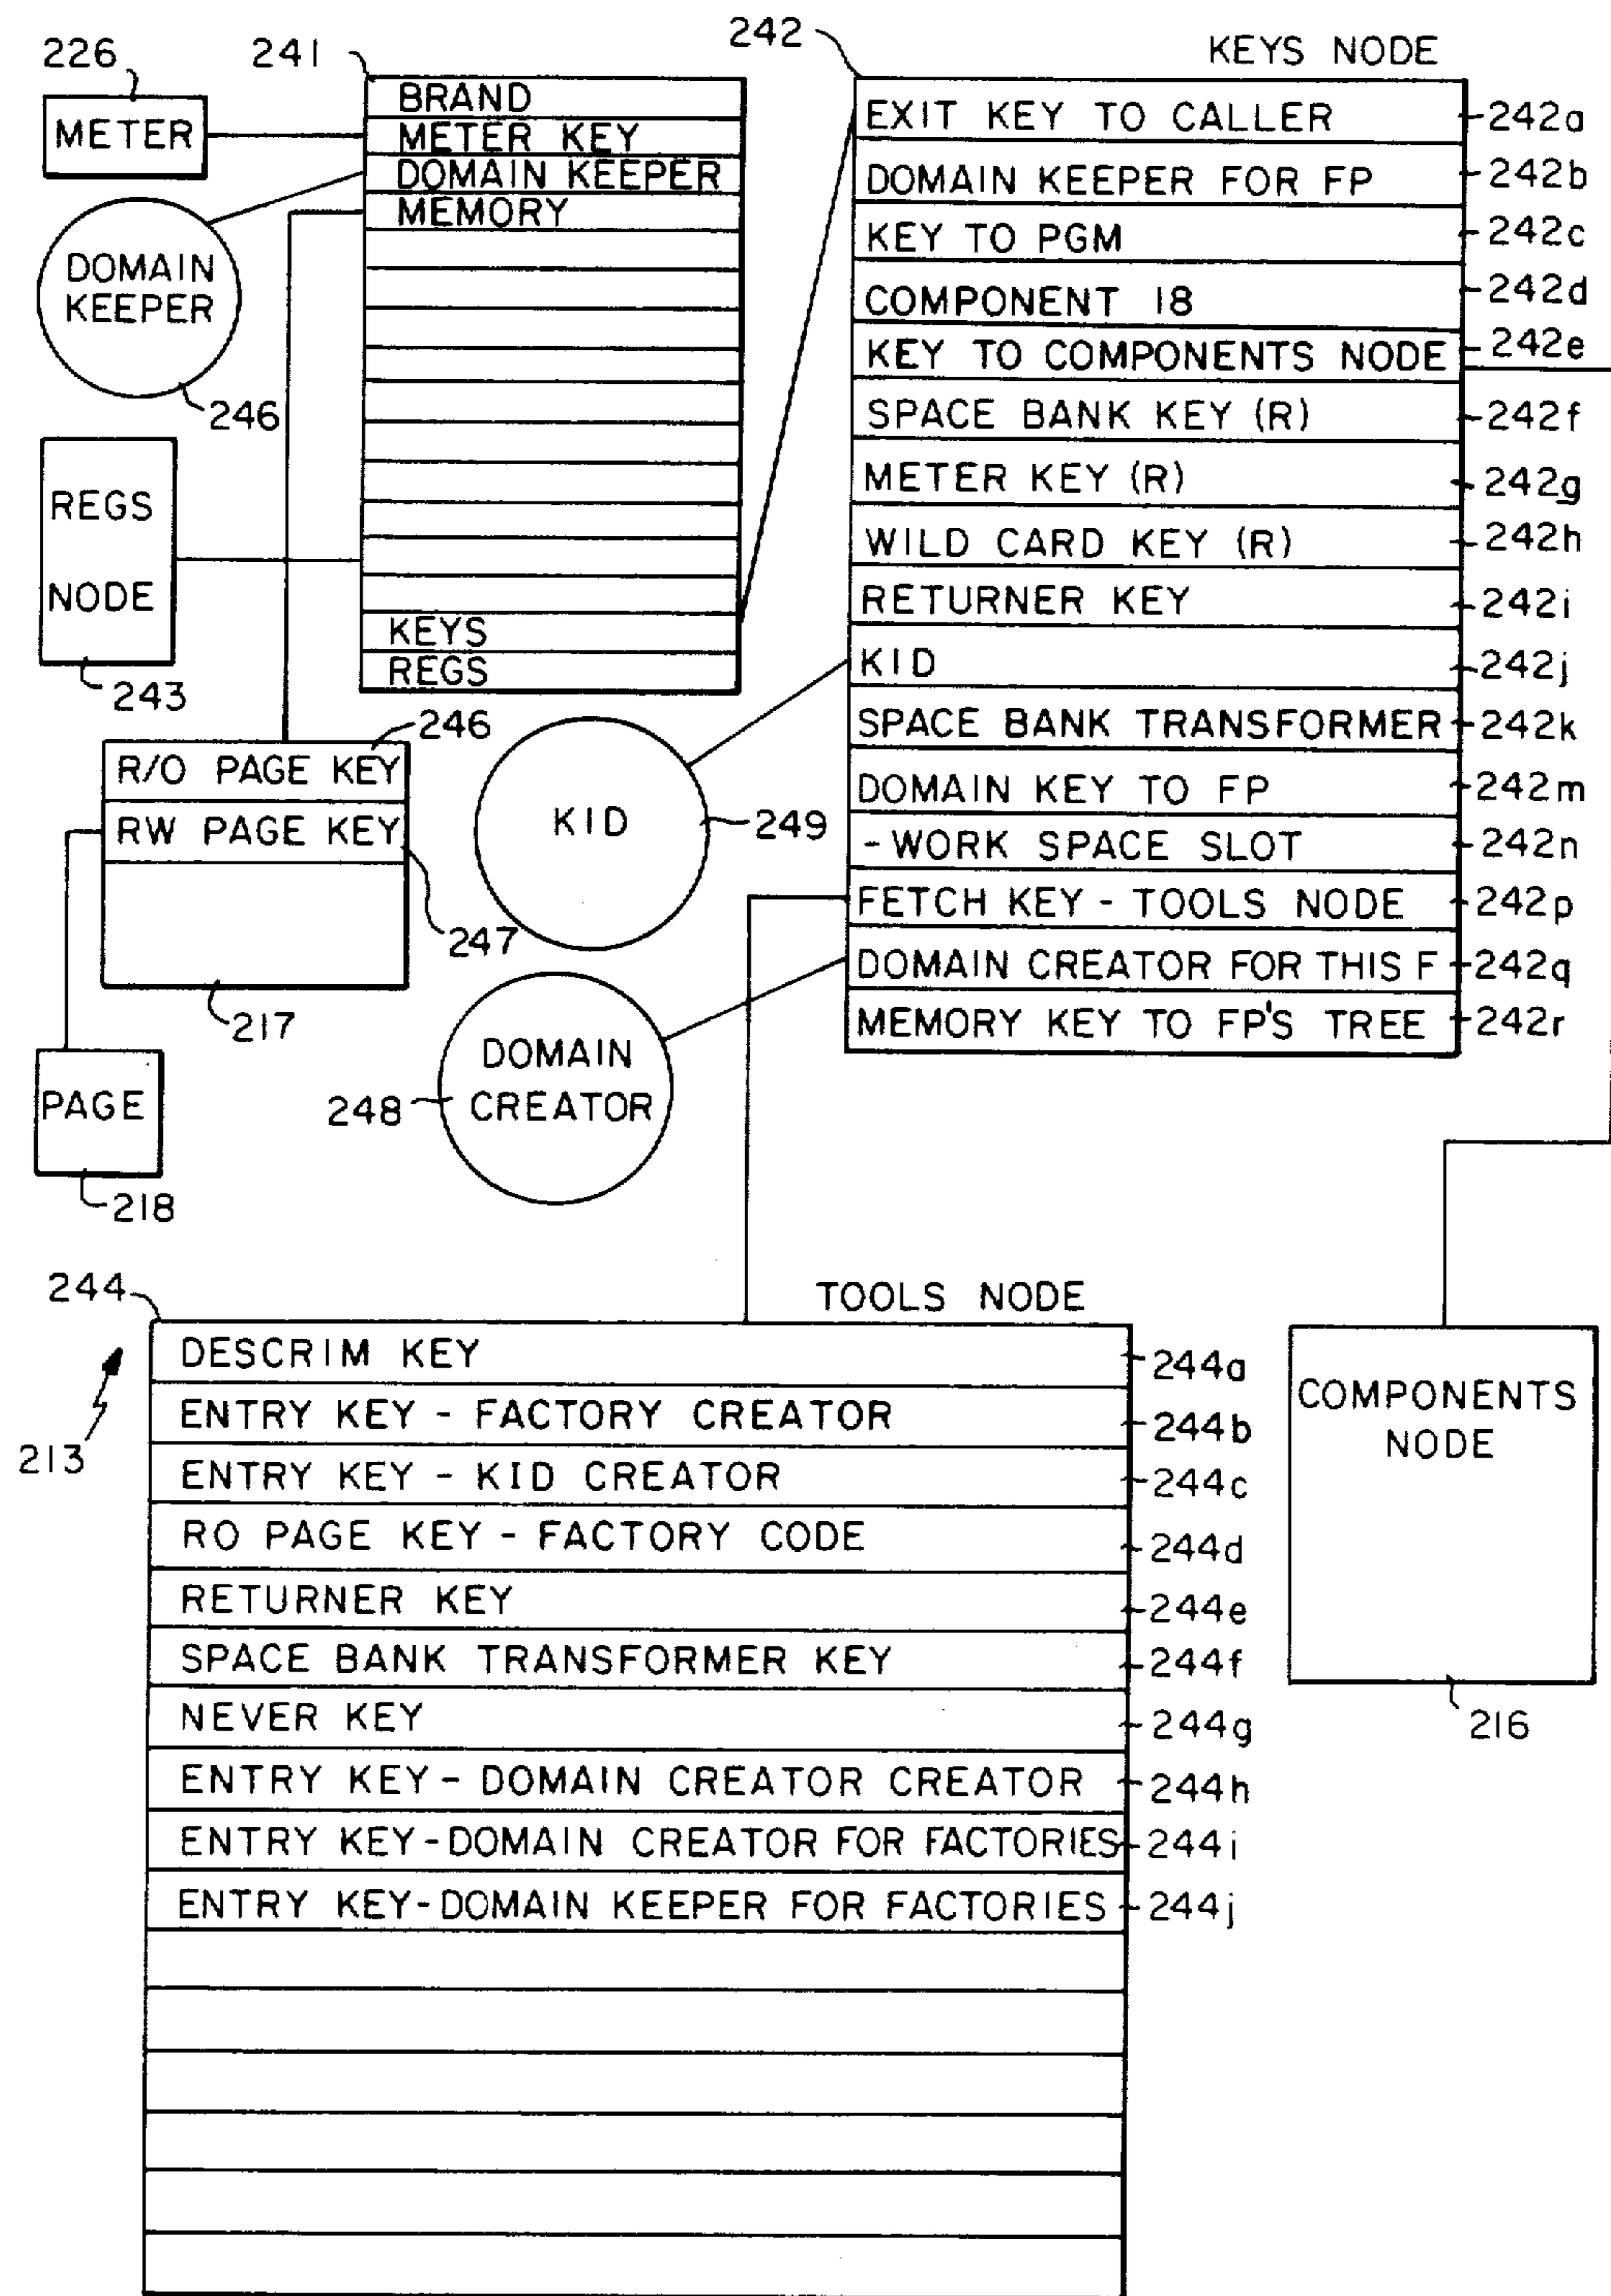 226
METER
241
BRAND
METER KEY
DOMAIN KEEPER
MEMORY
KEYS
REGS
DOMAIN
KEEPER
246
REGS
NODE
243
R/O PAGE KEY
246
RW PAGE KEY
247
217
PAGE
218
KID
249
DOMAIN
CREATOR
248
242
KEYS NODE
EXIT KEY TO CALLER 242a
DOMAIN KEEPER FOR FP 242b
KEY TO PGM 242c
COMPONENT 18 242d
KEY TO COMPONENTS NODE 242e
SPACE BANK KEY (R) 242f
METER KEY (R) 242g
WILD CARD KEY (R) 242h
RETURNER KEY 242i
KID 242j
SPACE BANK TRANSFORMER 242k
DOMAIN KEY TO FP 242m
-WORK SPACE SLOT 242n
FETCH KEY - TOOLS NODE 242p
DOMAIN CREATOR FOR THIS F 242q
MEMORY KEY TO FP'S TREE 242r
244
TOOLS NODE
213
DESCRIM KEY 244a
ENTRY KEY - FACTORY CREATOR 244b
ENTRY KEY - KID CREATOR 244c
RO PAGE KEY - FACTORY CODE 244d
RETURNER KEY 244e
SPACE BANK TRANSFORMER KEY 244f
NEVER KEY 244g
ENTRY KEY - DOMAIN CREATOR CREATOR 244h
ENTRY KEY-DOMAIN CREATOR FOR FACTORIES 244i
ENTRY KEY-DOMAIN KEEPER FOR FACTORIES 244j
COMPONENTS
NODE
216